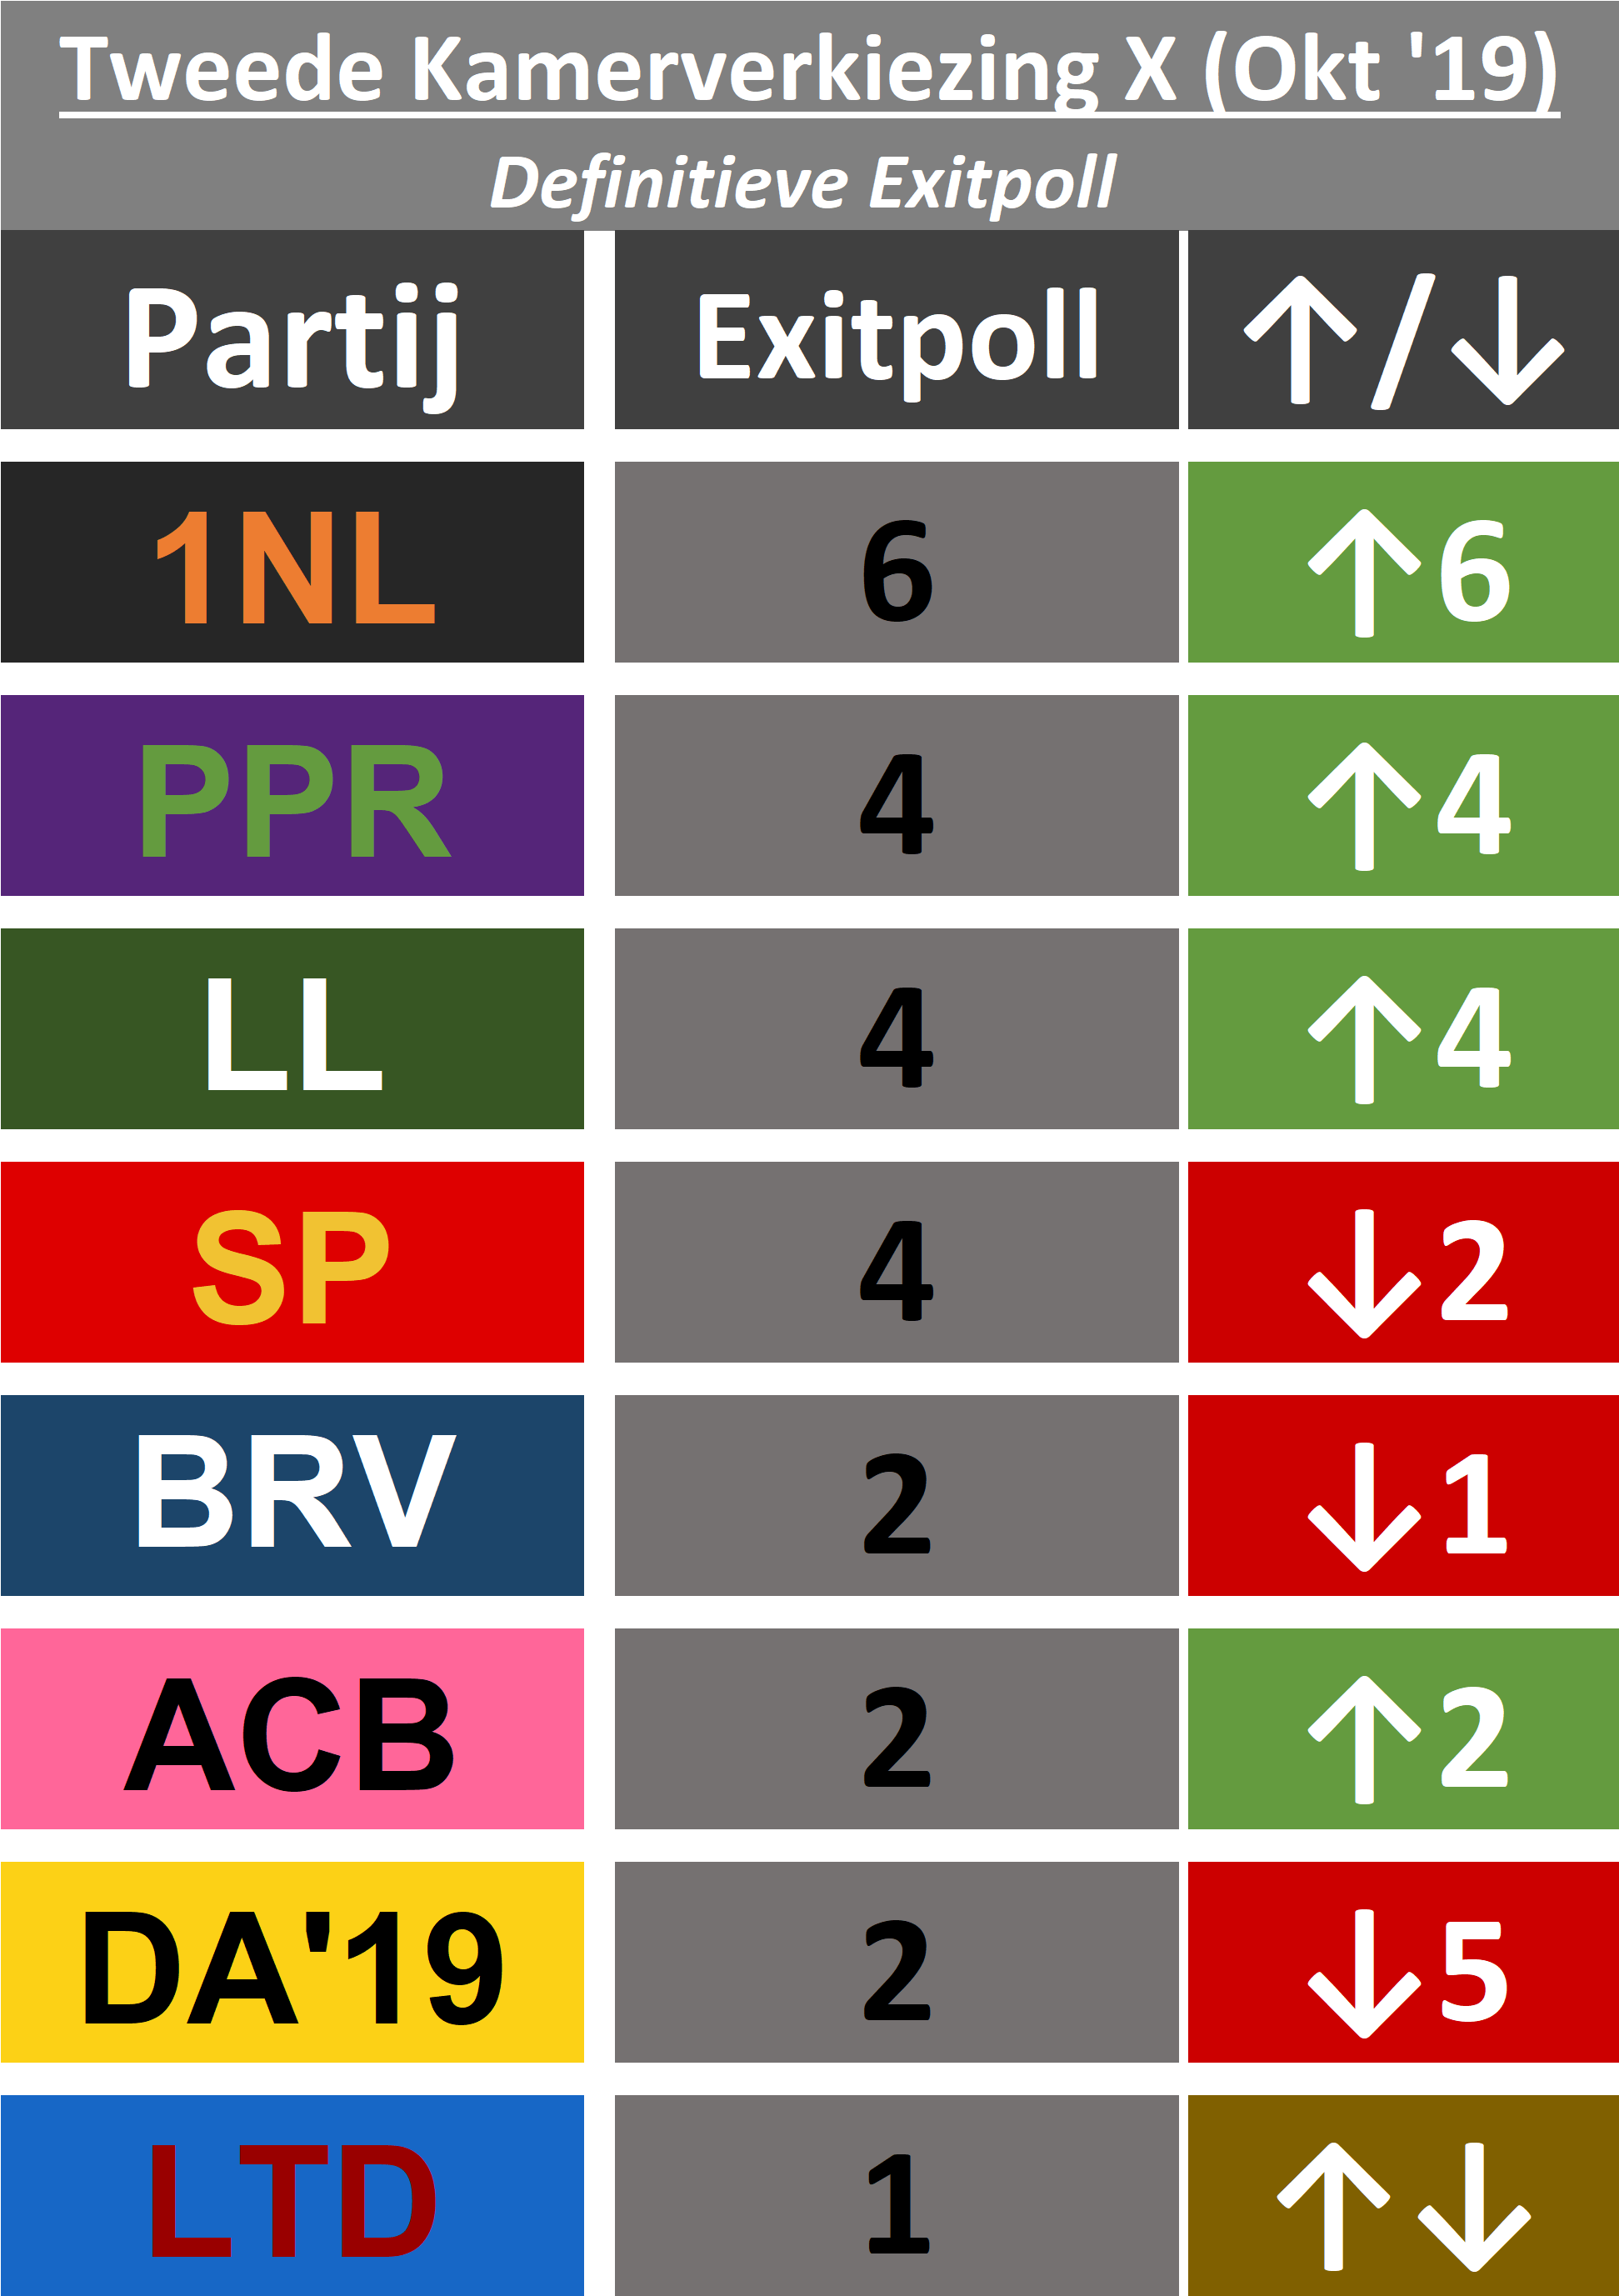 Tweede Kamerverkiezing X (Okt '19)
Definitieve Exitpoll
Partij Exitpoll ↑/↓
1NL 6 ↑6
PPR 4 ↑4
LL 4 ↑4
SP 4 ↓2
BRV 2 ↓1
ACB 2 ↑2
DA'19 2 ↓5
LTD 1 ↑↓